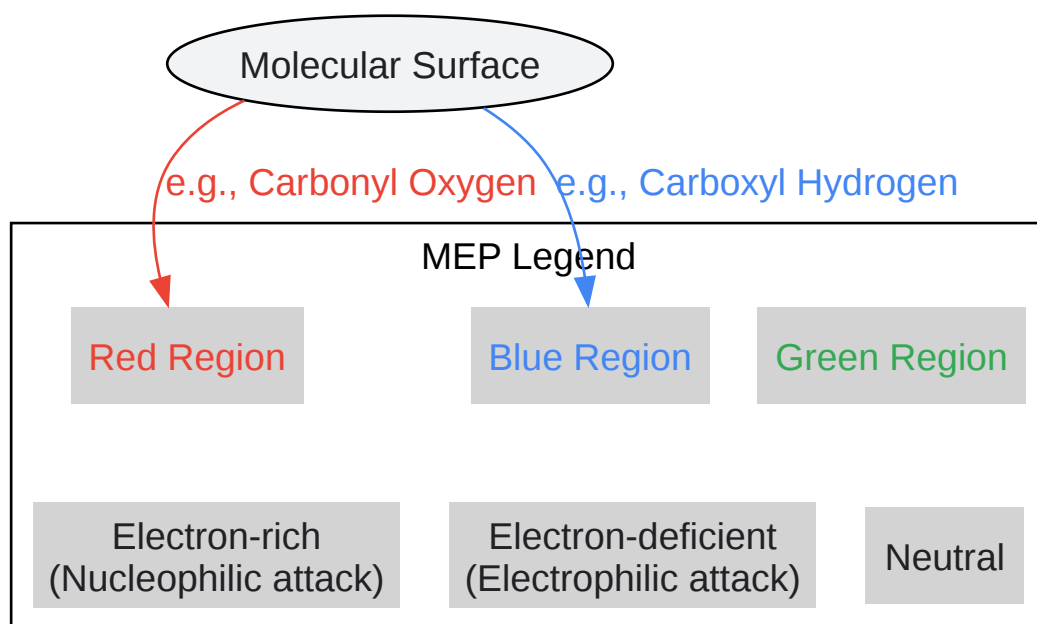 Molecular Surface
e.g., Carbonyl Oxygen
e.g., Carboxyl Hydrogen
MEP Legend
Red Region
Blue Region
Green Region
Electron-rich
(Nucleophilic attack)
Electron-deficient
(Electrophilic attack)
Neutral